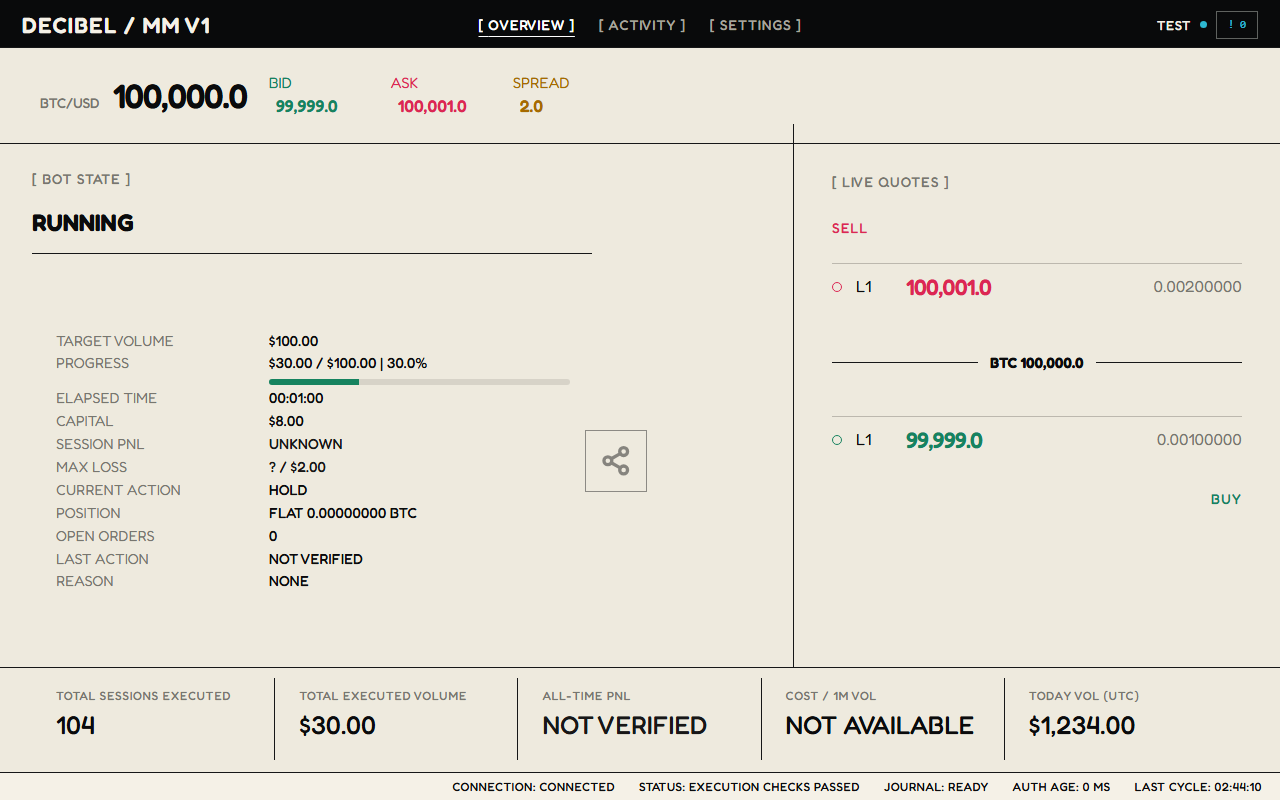 DECIBEL / MM V1
[ OVERVIEW ] [ ACTIVITY ] [ SETTINGS ]
TEST ! 0
BTC/USD 100,000.0
BID 99,999.0
ASK 100,001.0
SPREAD 2.0
[ BOT STATE ]
RUNNING
TARGET VOLUME $100.00
PROGRESS $30.00 / $100.00 | 30.0%
ELAPSED TIME 00:01:00
CAPITAL $8.00
SESSION PNL UNKNOWN
MAX LOSS ? / $2.00
CURRENT ACTION HOLD
POSITION FLAT 0.00000000 BTC
OPEN ORDERS 0
LAST ACTION NOT VERIFIED
REASON NONE
[ LIVE QUOTES ]
SELL
L1 100,001.0 0.00200000
BTC 100,000.0
L1 99,999.0 0.00100000
BUY
TOTAL SESSIONS EXECUTED
104
TOTAL EXECUTED VOLUME
$30.00
ALL-TIME PNL
NOT VERIFIED
COST / 1M VOL
NOT AVAILABLE
TODAY VOL (UTC)
$1,234.00
CONNECTION: CONNECTED STATUS: EXECUTION CHECKS PASSED JOURNAL: READY AUTH AGE: 0 MS LAST CYCLE: 02:44:10